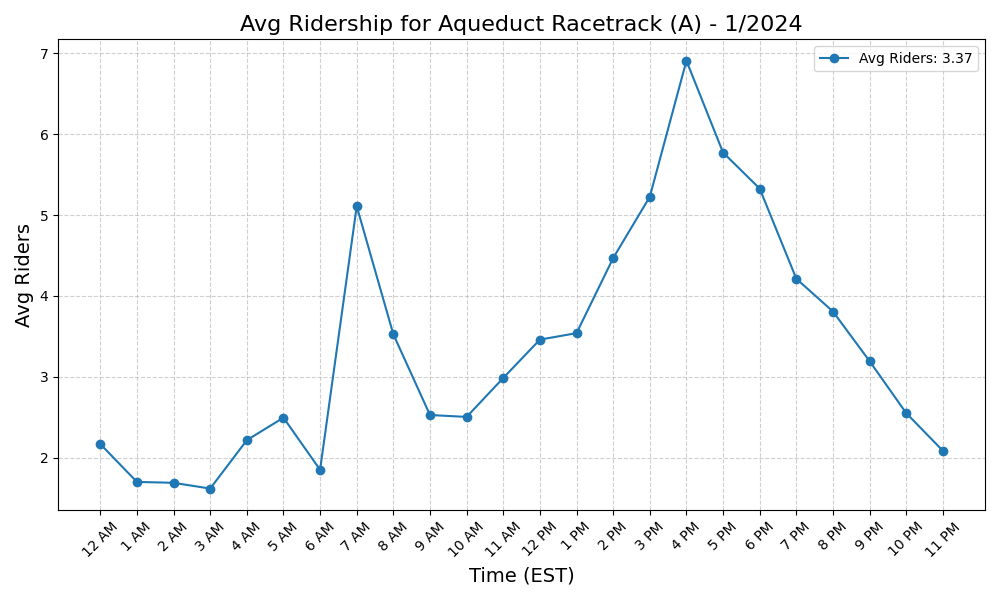 Avg Ridership for Aqueduct Racetrack (A) - 1/2024
Avg Riders: 3.37
Avg Riders
7
6
5
4
3
2
12 AM
1 AM
2 AM
3 AM
4 AM
5 AM
6 AM
7 AM
8 AM
9 AM
10 AM
11 AM
12 PM
1 PM
2 PM
3 PM
4 PM
5 PM
6 PM
7 PM
8 PM
9 PM
10 PM
11 PM
Time (EST)